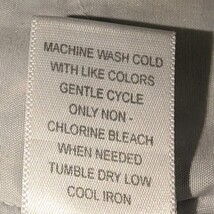 MACHINE WASH COLD
WITH LIKE COLORS
GENTLE CYCLE
ONLY NON -
CHLORINE BLEACH
WHEN NEEDED
TUMBLE DRY LOW
COOL IRON